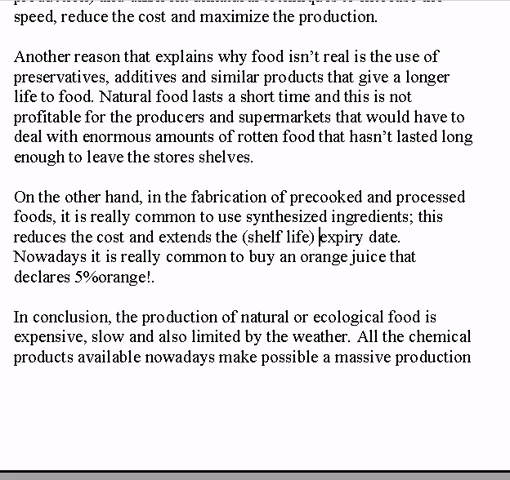 speed, reduce the cost and maximize the production.
Another reason that explains why food isn't real is the use of
preservatives, additives and similar products that give a longer
life to food. Natural food lasts a short time and this is not
profitable for the producers and supermarkets that would have to
deal with enormous amounts of rotten food that hasn't lasted long
enough to leave the stores shelves.
On the other hand, in the fabrication of precooked and processed
foods, it is really common to use synthesized ingredients; this
reduces the cost and extends the (shelf life) expiry date.
Nowadays it is really common to buy an orange juice that
declares 5%orange!.
In conclusion, the production of natural or ecological food is
expensive, slow and also limited by the weather. All the chemical
products available nowadays make possible a massive production